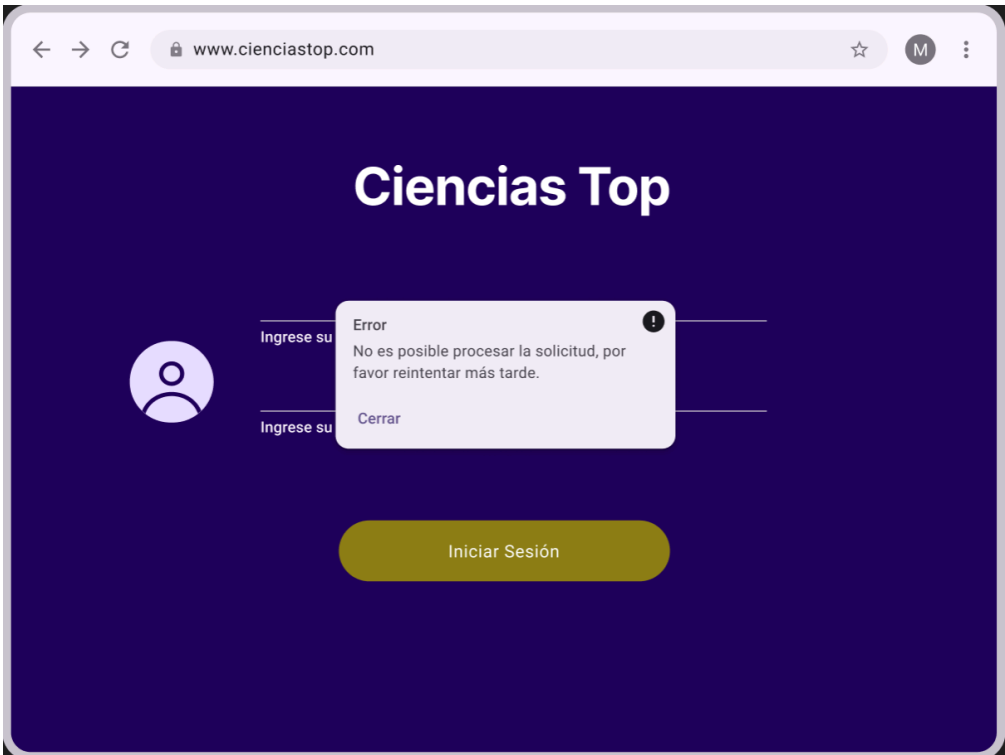 www.cienciastop.com
M
Ciencias Top
Ingrese su
Error
No es posible procesar la solicitud, por
favor reintentar más tarde.
Cerrar
Ingrese su
Iniciar Sesión